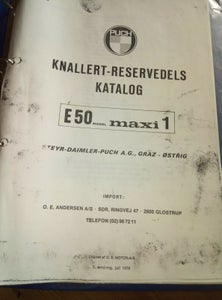 PUCH
KNALLERT-RESERVEDELS
KATALOG
E50 maxi 1
STEYR-DAIMLER-PUCH A.G., GRAZ - ØSTRIG
IMPORT:
O. E. ANDERSEN A/S · SDR. RINGVEJ 47 · 2600 GLOSTRUP
TELEFON (02) 96 72 11